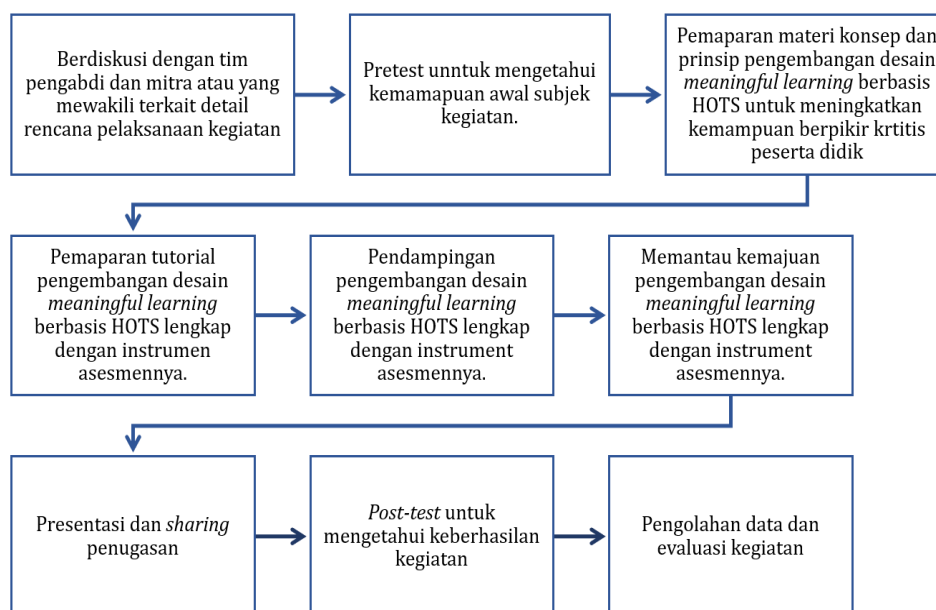 Berdiskusi dengan tim
pengabdi dan mitra atau yang
mewakili terkait detail
rencana pelaksanaan kegiatan
Pretest unntuk mengetahui
kemamapuan awal subjek
kegiatan.
Pemaparan materi konsep dan
prinsip pengembangan desain
meaningful learning berbasis
HOTS untuk meningkatkan
kemampuan berpikir krtitis
peserta didik
Pemaparan tutorial
pengembangan desain
meaningful learning
berbasis HOTS lengkap
dengan instrumen
asesmennya.
Pendampingan
pengembangan desain
meaningful learning
berbasis HOTS lengkap
dengan instrument
asesmennya.
Memantau kemajuan
pengembangan desain
meaningful learning
berbasis HOTS lengkap
dengan instrument
asesmennya.
Presentasi dan sharing
penugasan
Post-test untuk
mengetahui keberhasilan
kegiatan
Pengolahan data dan
evaluasi kegiatan